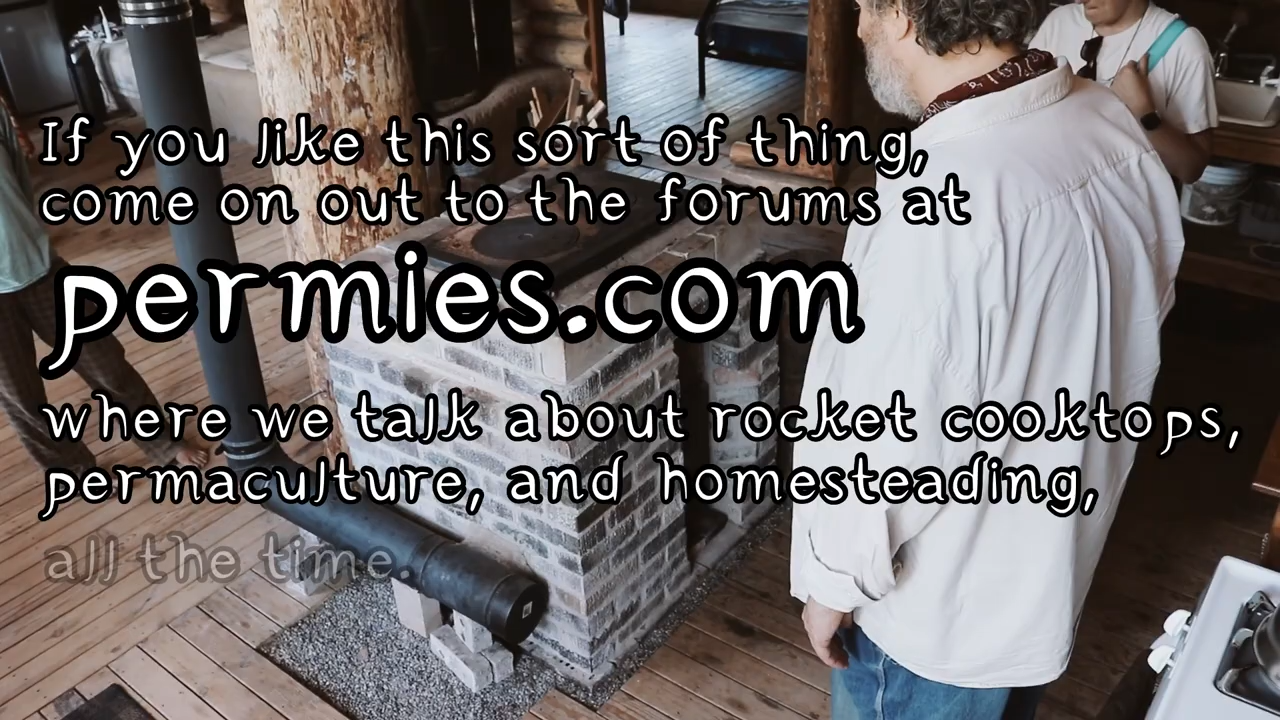 If you like this sort of thing,
come on out to the forums at
permies.com
where we talk about rocket cooktops,
permaculture, and homesteading,
all the time.